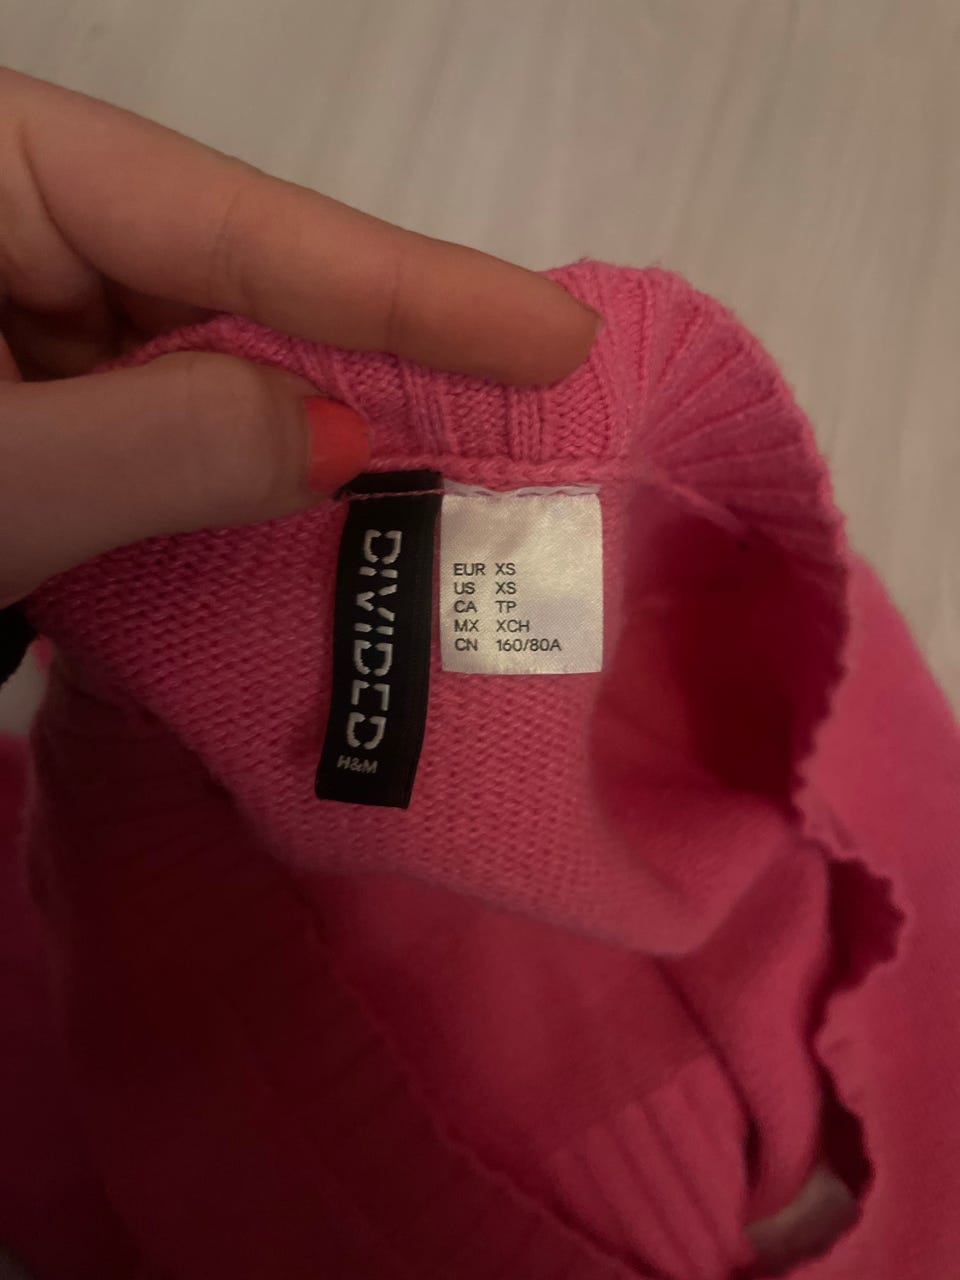 DIVIDED
H&M
EUR XS
US XS
CA TP
MX XCH
CN 160/80A